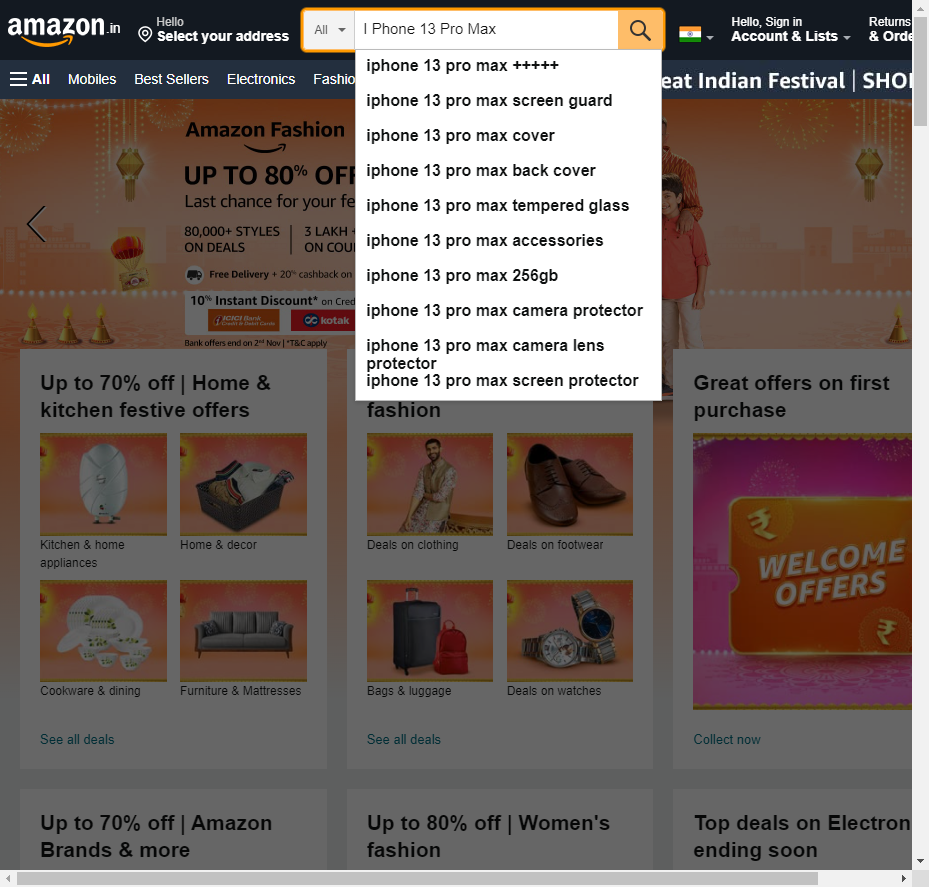 amazon.in
Hello
Select your address
All
I Phone 13 Pro Max
Hello, Sign in
Account & Lists
Returns
& Orde
All
Mobiles
Best Sellers
Electronics
Fashio
eat Indian Festival | SHO
iphone 13 pro max +++++
iphone 13 pro max screen guard
iphone 13 pro max cover
iphone 13 pro max back cover
iphone 13 pro max tempered glass
iphone 13 pro max accessories
iphone 13 pro max 256gb
iphone 13 pro max camera protector
iphone 13 pro max camera lens
protector
iphone 13 pro max screen protector
Amazon Fashion
UP TO 80% OF
Last chance for your fe
80,000+ STYLES
ON DEALS
3 LAKH +
ON COU
Free Delivery + 20% cashback on
10% Instant Discount* on Cred
ICICI Bank
Credit & Debit Cards
kotak
Bank offers end on 2nd Nov | *T&C apply
Up to 70% off | Home &
kitchen festive offers
Kitchen & home
appliances
Home & decor
Cookware & dining
Furniture & Mattresses
See all deals
fashion
Deals on clothing
Deals on footwear
Bags & luggage
Deals on watches
See all deals
Great offers on first
purchase
₹
WELCOME
OFFERS
₹
Collect now
Up to 70% off | Amazon
Brands & more
Up to 80% off | Women's
fashion
Top deals on Electron
ending soon